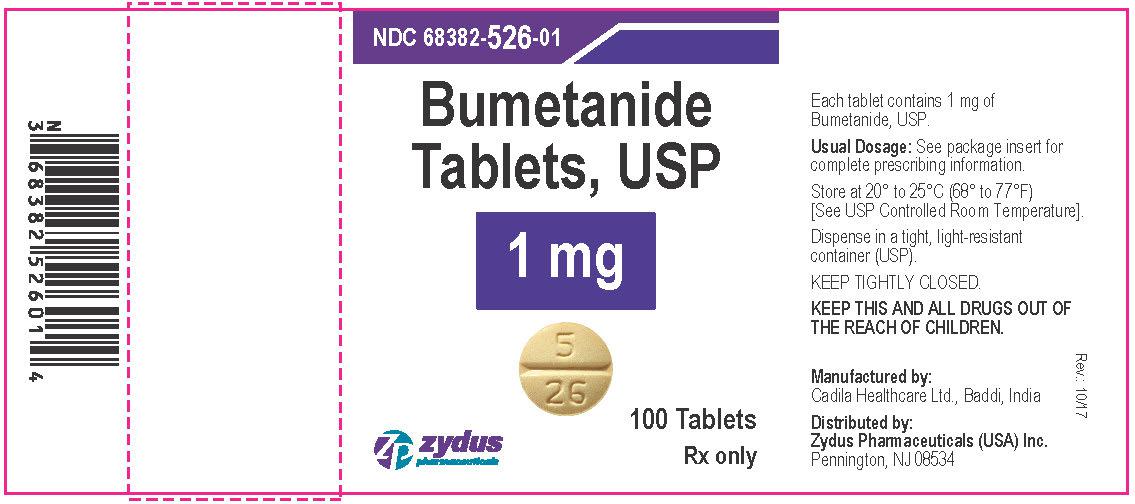 N
3 68382 52601 4
NDC 68382-526-01
Bumetanide
Tablets, USP
1 mg
5
26
100 Tablets
Rx only
zydus
pharmaceuticals
Each tablet contains 1 mg of
Bumetanide, USP.
Usual Dosage: See package insert for
complete prescribing information.
Store at 20° to 25°C (68° to 77°F)
[See USP Controlled Room Temperature].
Dispense in a tight, light-resistant
container (USP).
KEEP TIGHTLY CLOSED.
KEEP THIS AND ALL DRUGS OUT OF
THE REACH OF CHILDREN.
Manufactured by:
Cadila Healthcare Ltd., Baddi, India
Distributed by:
Zydus Pharmaceuticals (USA) Inc.
Pennington, NJ 08534
Rev.: 10/17